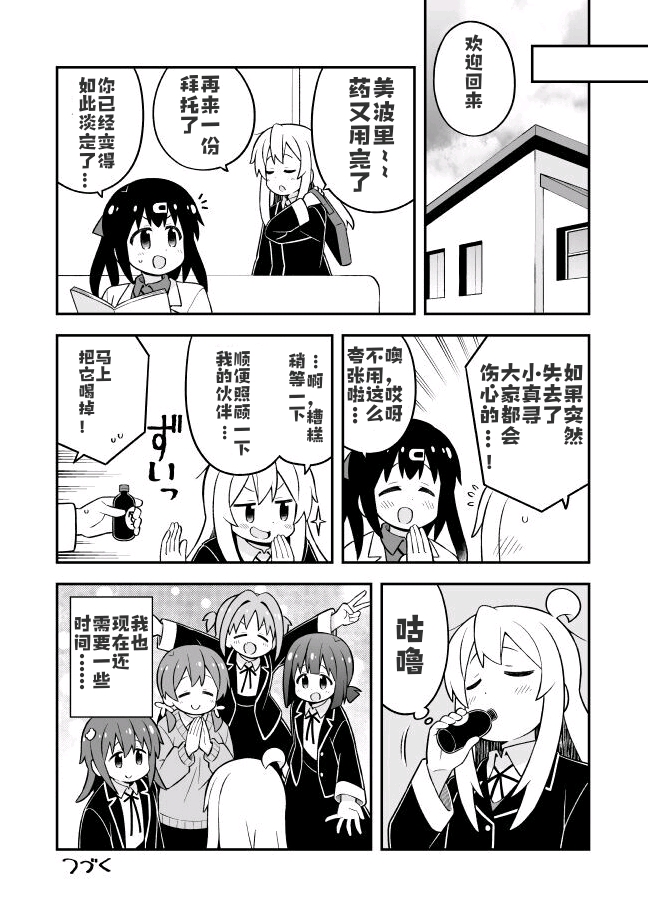 欢迎回来
美波里~~
药又用完了
再来一份
拜托了
你已经变得
如此淡定了…
如果突然
失去了
小真寻
大家都会
伤心的…!
噢,哎呀
不用这么
夸张啦…
…啊,糟糕
稍等一下
顺便照顾一下
我的伙伴…
ずいっ
马上
把它喝掉!
咕噜
我也
现在还
需要一些
时间……
つづく